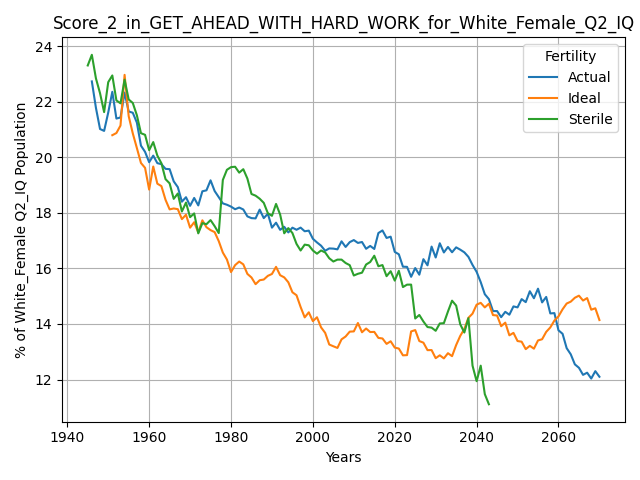 Score_2_in_GET_AHEAD_WITH_HARD_WORK_for_White_Female_Q2_IQ
% of White_Female Q2_IQ Population
24
22
20
18
16
14
12
Fertility
Actual
Ideal
Sterile
1940 1960 1980 2000 2020 2040 2060
Years